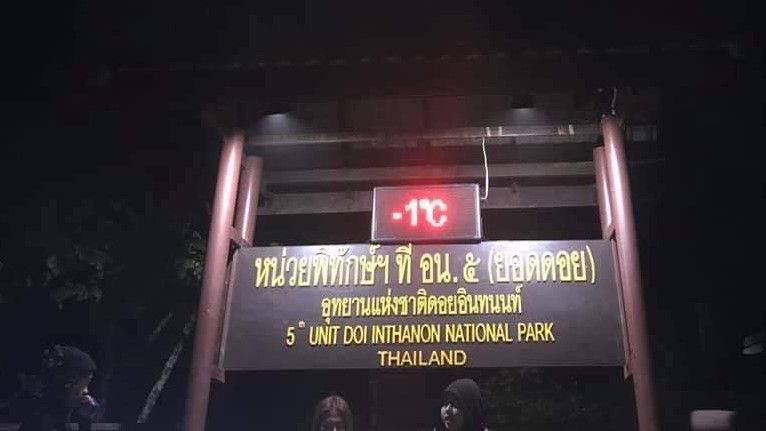 -1°C
หน่วยพิทักษ์ฯ ที่ อน. ๕ (ยอดดอย)
อุทยานแห่งชาติดอยอินทนนท์
5th UNIT DOI INTHANON NATIONAL PARK
THAILAND